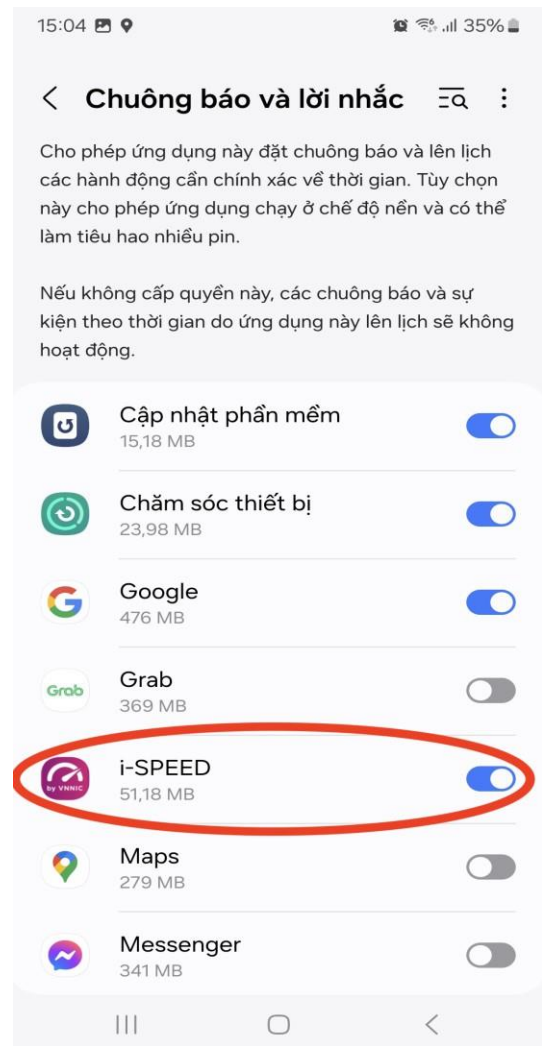 15:04 35%
Chuông báo và lời nhắc
Cho phép ứng dụng này đặt chuông báo và lên lịch
các hành động cần chính xác về thời gian. Tùy chọn
này cho phép ứng dụng chạy ở chế độ nền và có thể
làm tiêu hao nhiều pin.
Nếu không cấp quyền này, các chuông báo và sự
kiện theo thời gian do ứng dụng này lên lịch sẽ không
hoạt động.
Cập nhật phần mềm
15,18 MB
Chăm sóc thiết bị
23,98 MB
Google
476 MB
Grab
Grab
369 MB
i-SPEED
by VNNIC
51,18 MB
Maps
279 MB
Messenger
341 MB